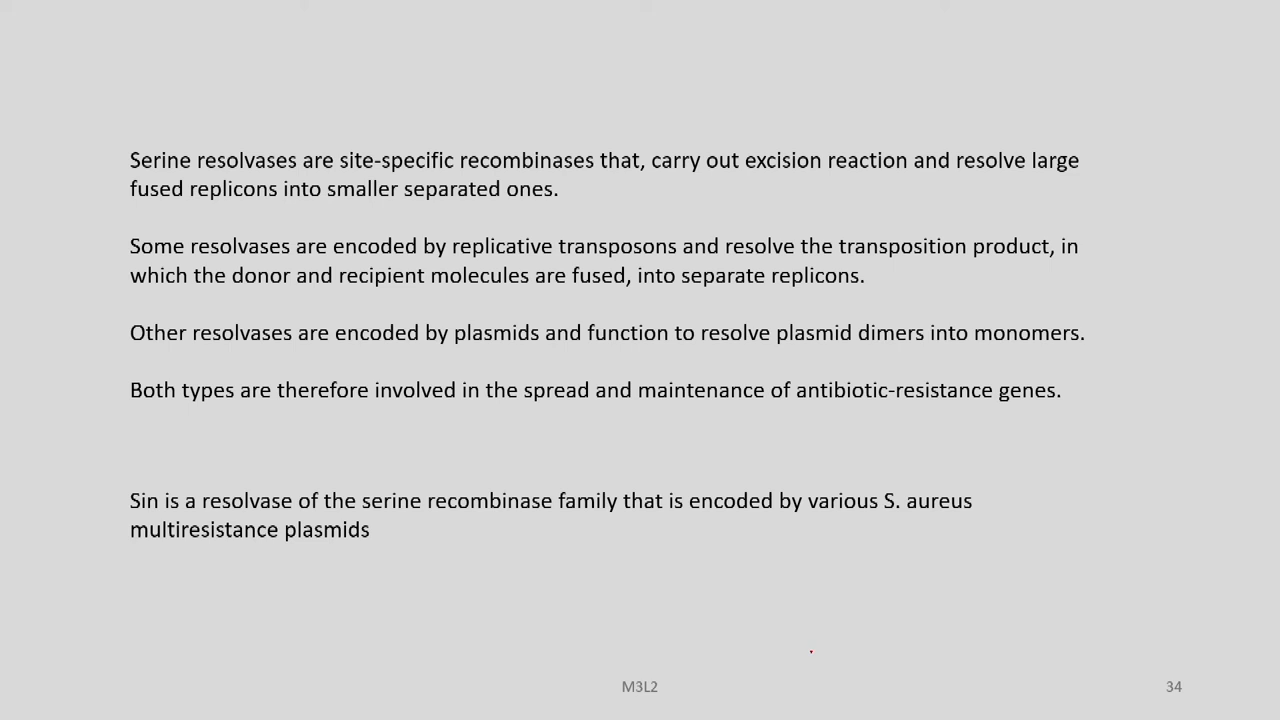 Serine resolvases are site-specific recombinases that, carry out excision reaction and resolve large
fused replicons into smaller separated ones.
Some resolvases are encoded by replicative transposons and resolve the transposition product, in
which the donor and recipient molecules are fused, into separate replicons.
Other resolvases are encoded by plasmids and function to resolve plasmid dimers into monomers.
Both types are therefore involved in the spread and maintenance of antibiotic-resistance genes.
Sin is a resolvase of the serine recombinase family that is encoded by various S. aureus
multiresistance plasmids
M3L2
34